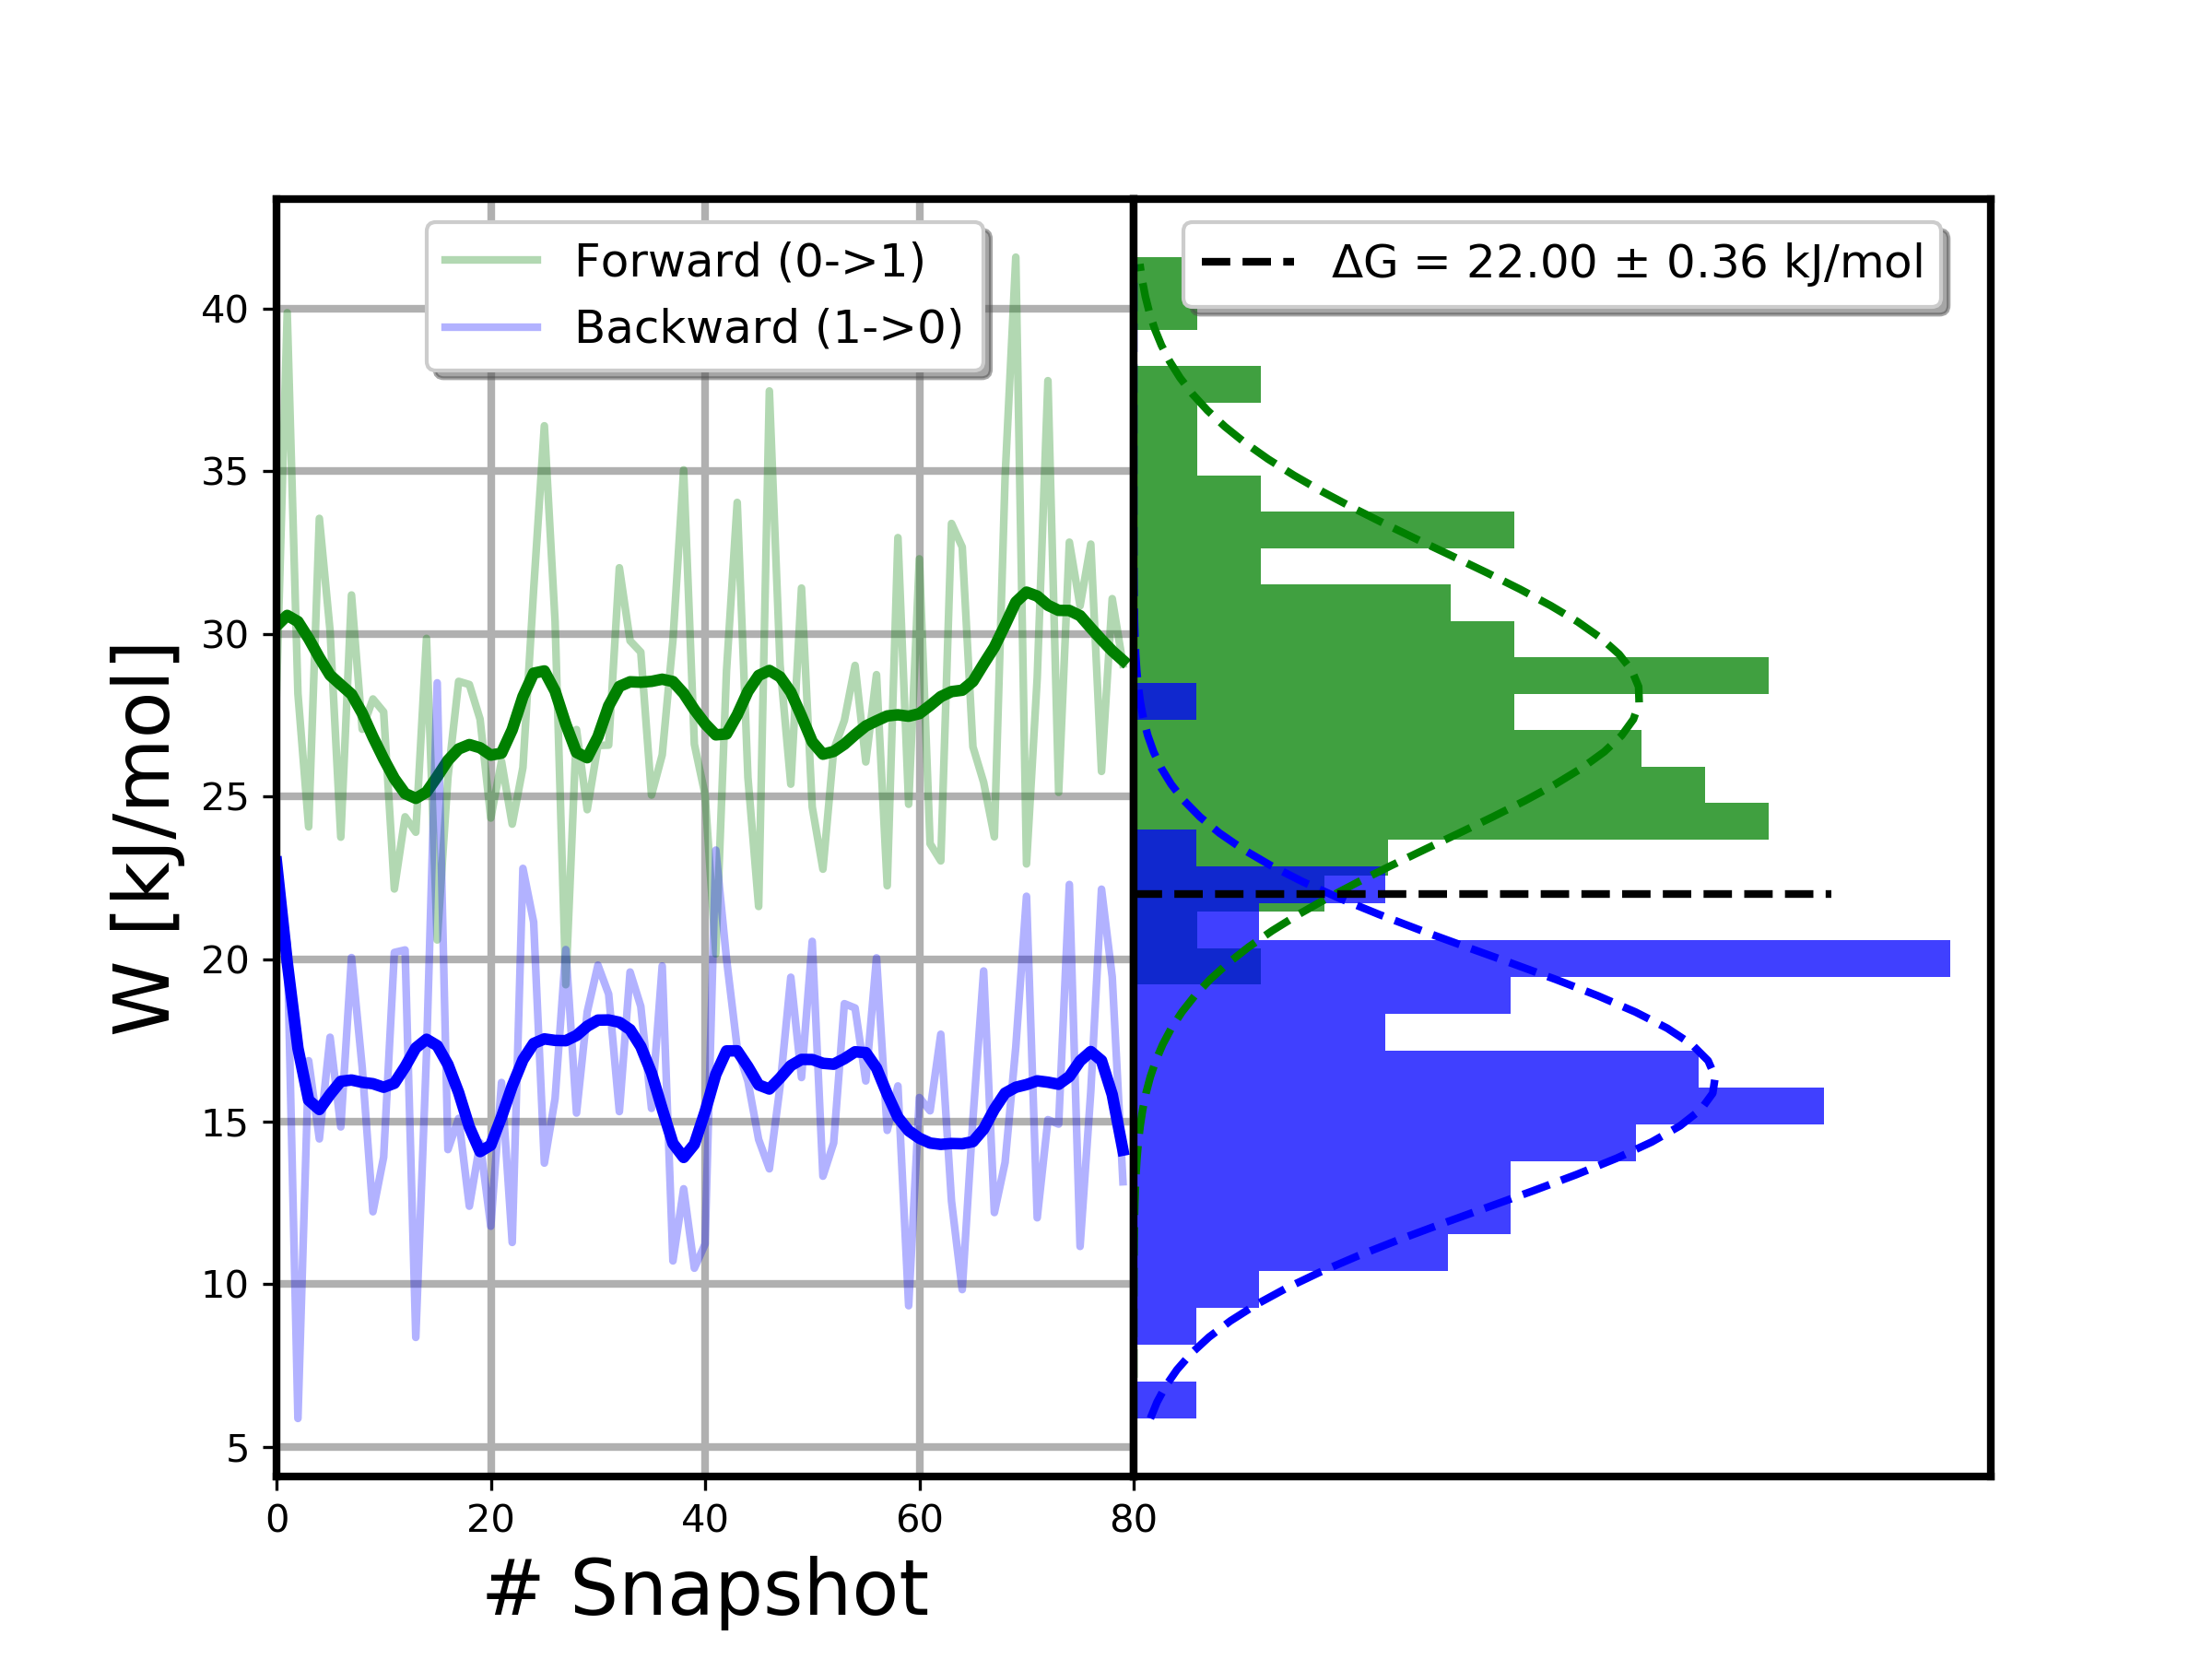 Forward (0->1)
Backward (1->0)
ΔG = 22.00 ± 0.36 kJ/mol
W [kJ/mol]
40
35
30
25
20
15
10
5
0 20 40 60 80
# Snapshot